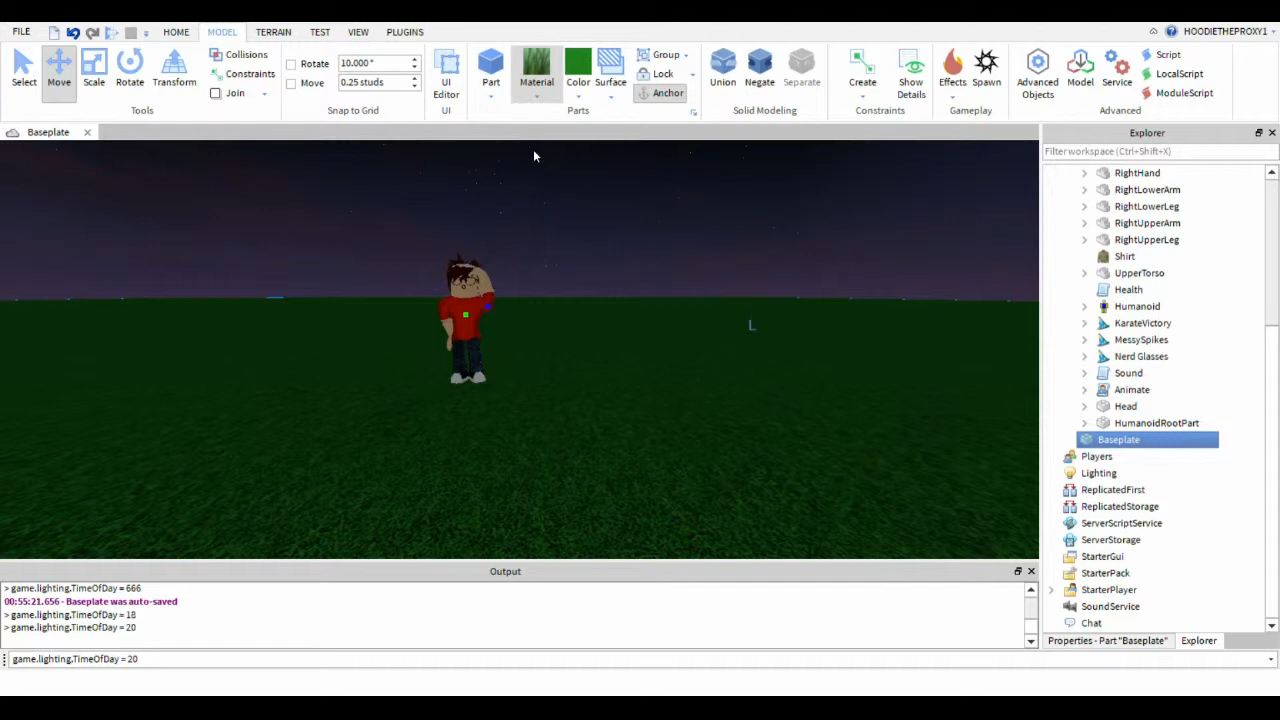 FILE HOME MODEL TERRAIN TEST VIEW PLUGINS HOODIETHEPROXY1
Select Move Scale Rotate Transform
Collisions
Constraints
Join
Tools
Rotate 10.000 °
Move 0.25 studs
Snap to Grid
UI
Editor
UI
Part Material Color Surface
Group
Lock
Anchor
Parts
Union Negate Separate
Solid Modeling
Create Show
Details
Constraints
Effects Spawn
Gameplay
Advanced
Objects
Model Service
Script
LocalScript
ModuleScript
Advanced
Baseplate
Explorer
Filter workspace (Ctrl+Shift+X)
RightHand
RightLowerArm
RightLowerLeg
RightUpperArm
RightUpperLeg
Shirt
UpperTorso
Health
Humanoid
KarateVictory
MessySpikes
Nerd Glasses
Sound
Animate
Head
HumanoidRootPart
Baseplate
Players
Lighting
ReplicatedFirst
ReplicatedStorage
ServerScriptService
ServerStorage
StarterGui
StarterPack
StarterPlayer
SoundService
Chat
Properties - Part "Baseplate" Explorer
L
Output
> game.lighting.TimeOfDay = 666
00:55:21.656 - Baseplate was auto-saved
> game.lighting.TimeOfDay = 18
> game.lighting.TimeOfDay = 20
game.lighting.TimeOfDay = 20